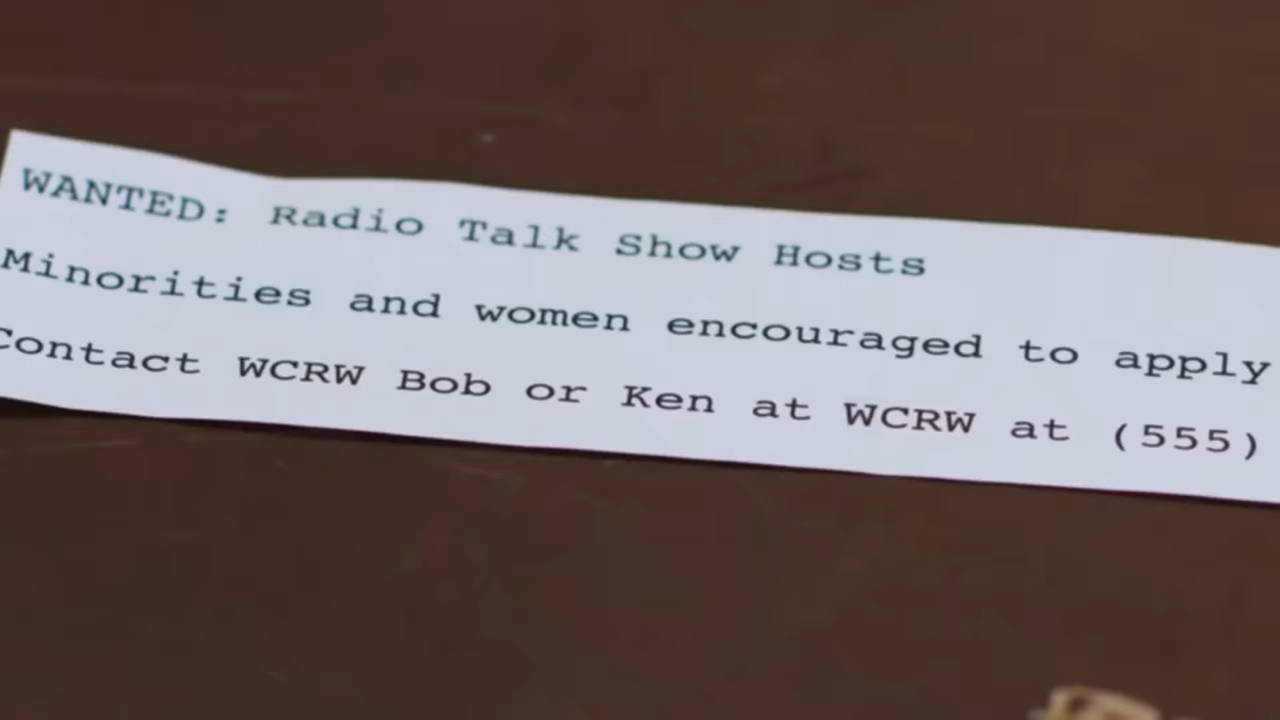 WANTED: Radio Talk Show Hosts
Minorities and women encouraged to apply
Contact WCRW Bob or Ken at WCRW at (555)